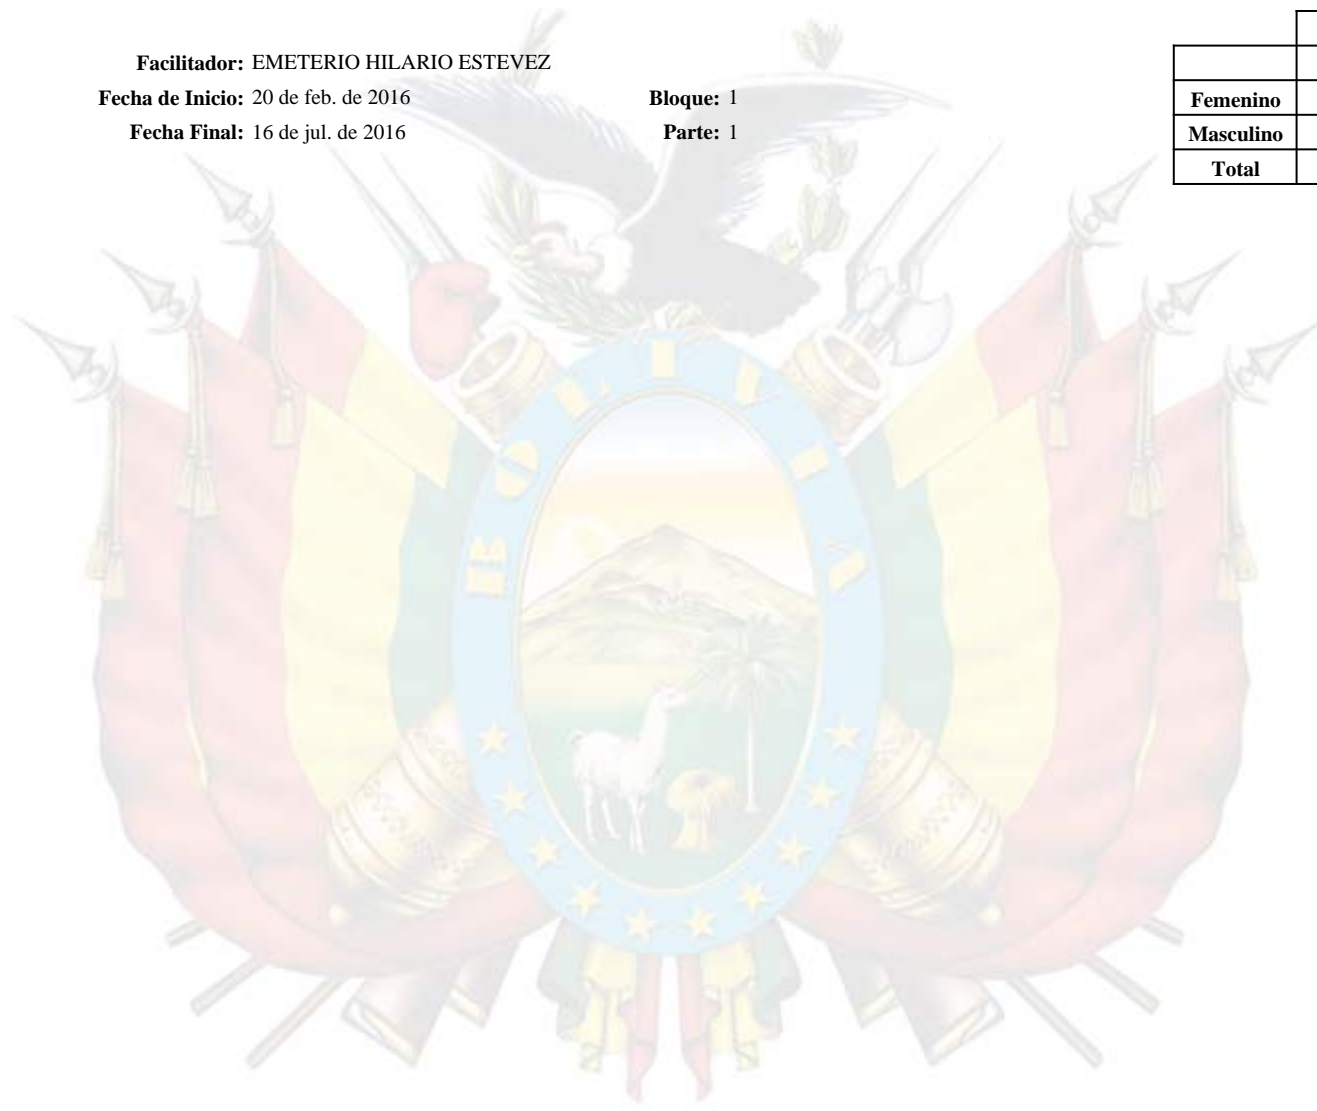 Facilitador: EMETERIO HILARIO ESTEVEZ
Fecha de Inicio: 20 de feb. de 2016 Bloque: 1
Fecha Final: 16 de jul. de 2016 Parte: 1
Femenino
Masculino
Total
BOLIVIA